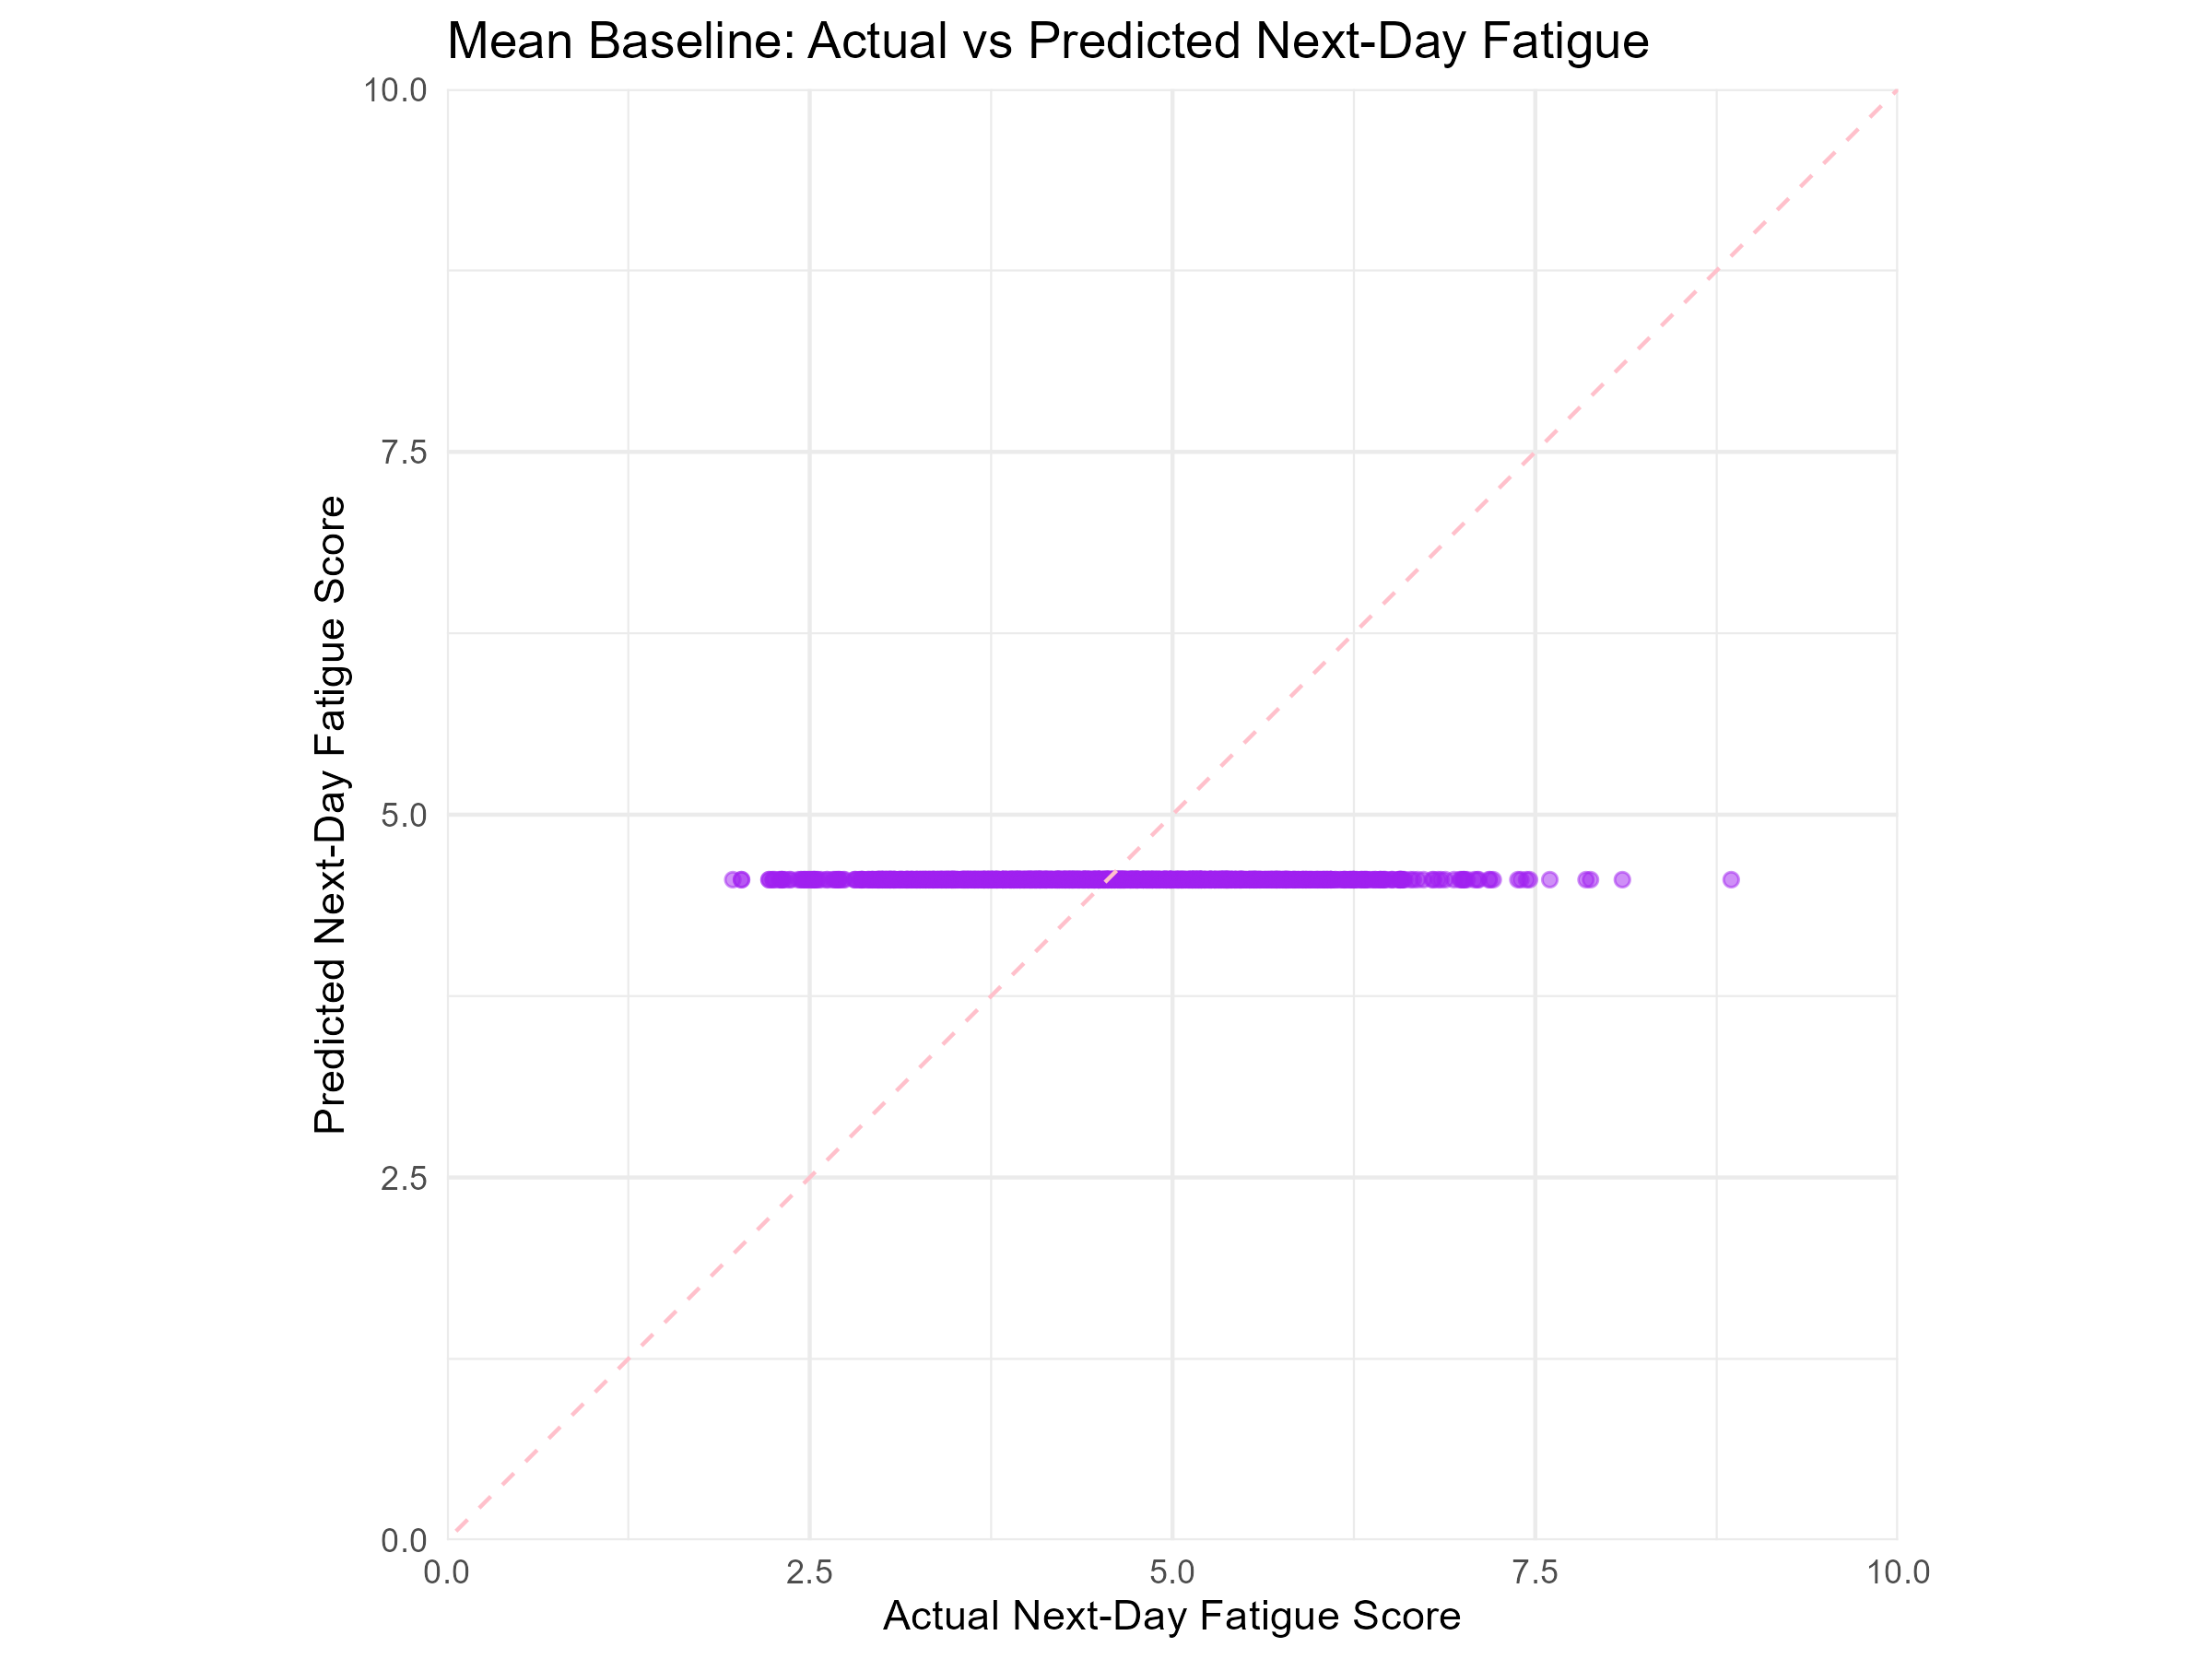 Mean Baseline: Actual vs Predicted Next-Day Fatigue
10.0
7.5
5.0
2.5
0.0
Predicted Next-Day Fatigue Score
0.0 2.5 5.0 7.5 10.0
Actual Next-Day Fatigue Score